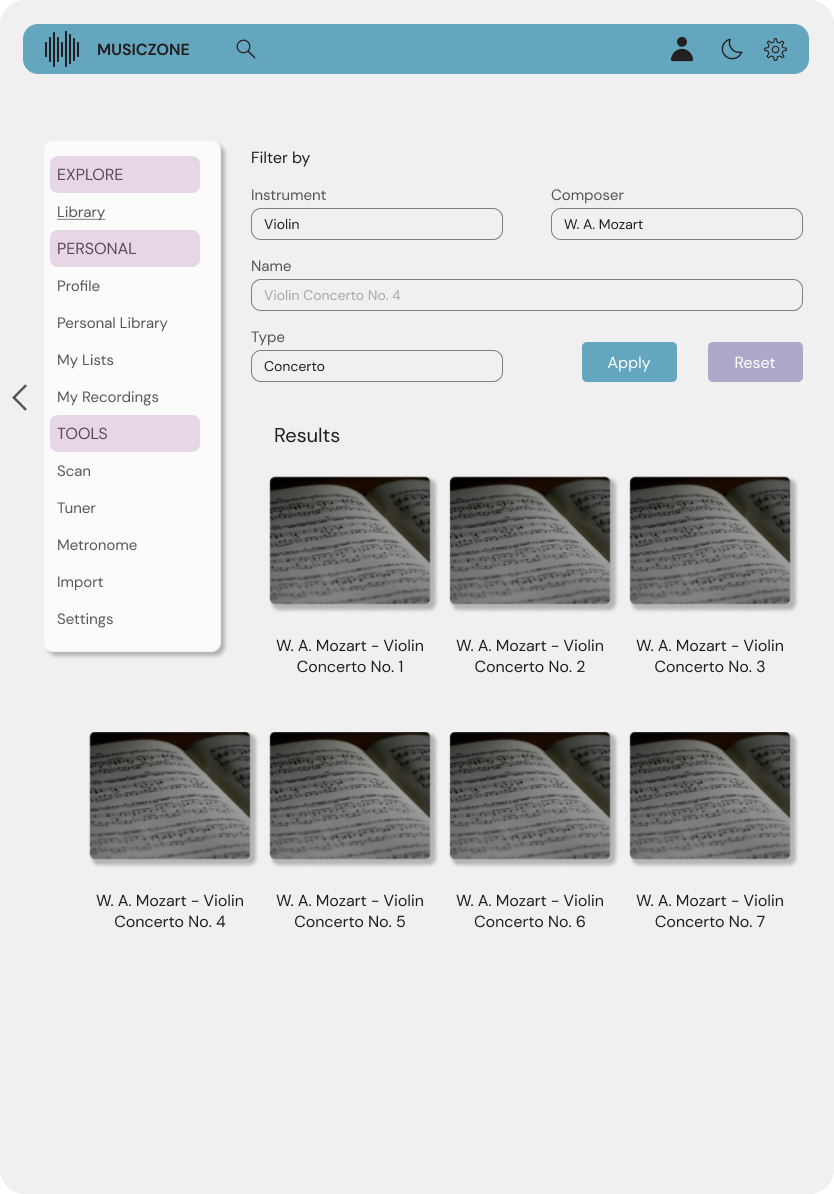 MUSICZONE
EXPLORE
Library
PERSONAL
Profile
Personal Library
My Lists
My Recordings
TOOLS
Scan
Tuner
Metronome
Import
Settings
Filter by
Instrument
Violin
Composer
W. A. Mozart
Name
Violin Concerto No. 4
Type
Concerto
Apply
Reset
Results
W. A. Mozart - Violin
Concerto No. 1
W. A. Mozart - Violin
Concerto No. 2
W. A. Mozart - Violin
Concerto No. 3
W. A. Mozart - Violin
Concerto No. 4
W. A. Mozart - Violin
Concerto No. 5
W. A. Mozart - Violin
Concerto No. 6
W. A. Mozart - Violin
Concerto No. 7